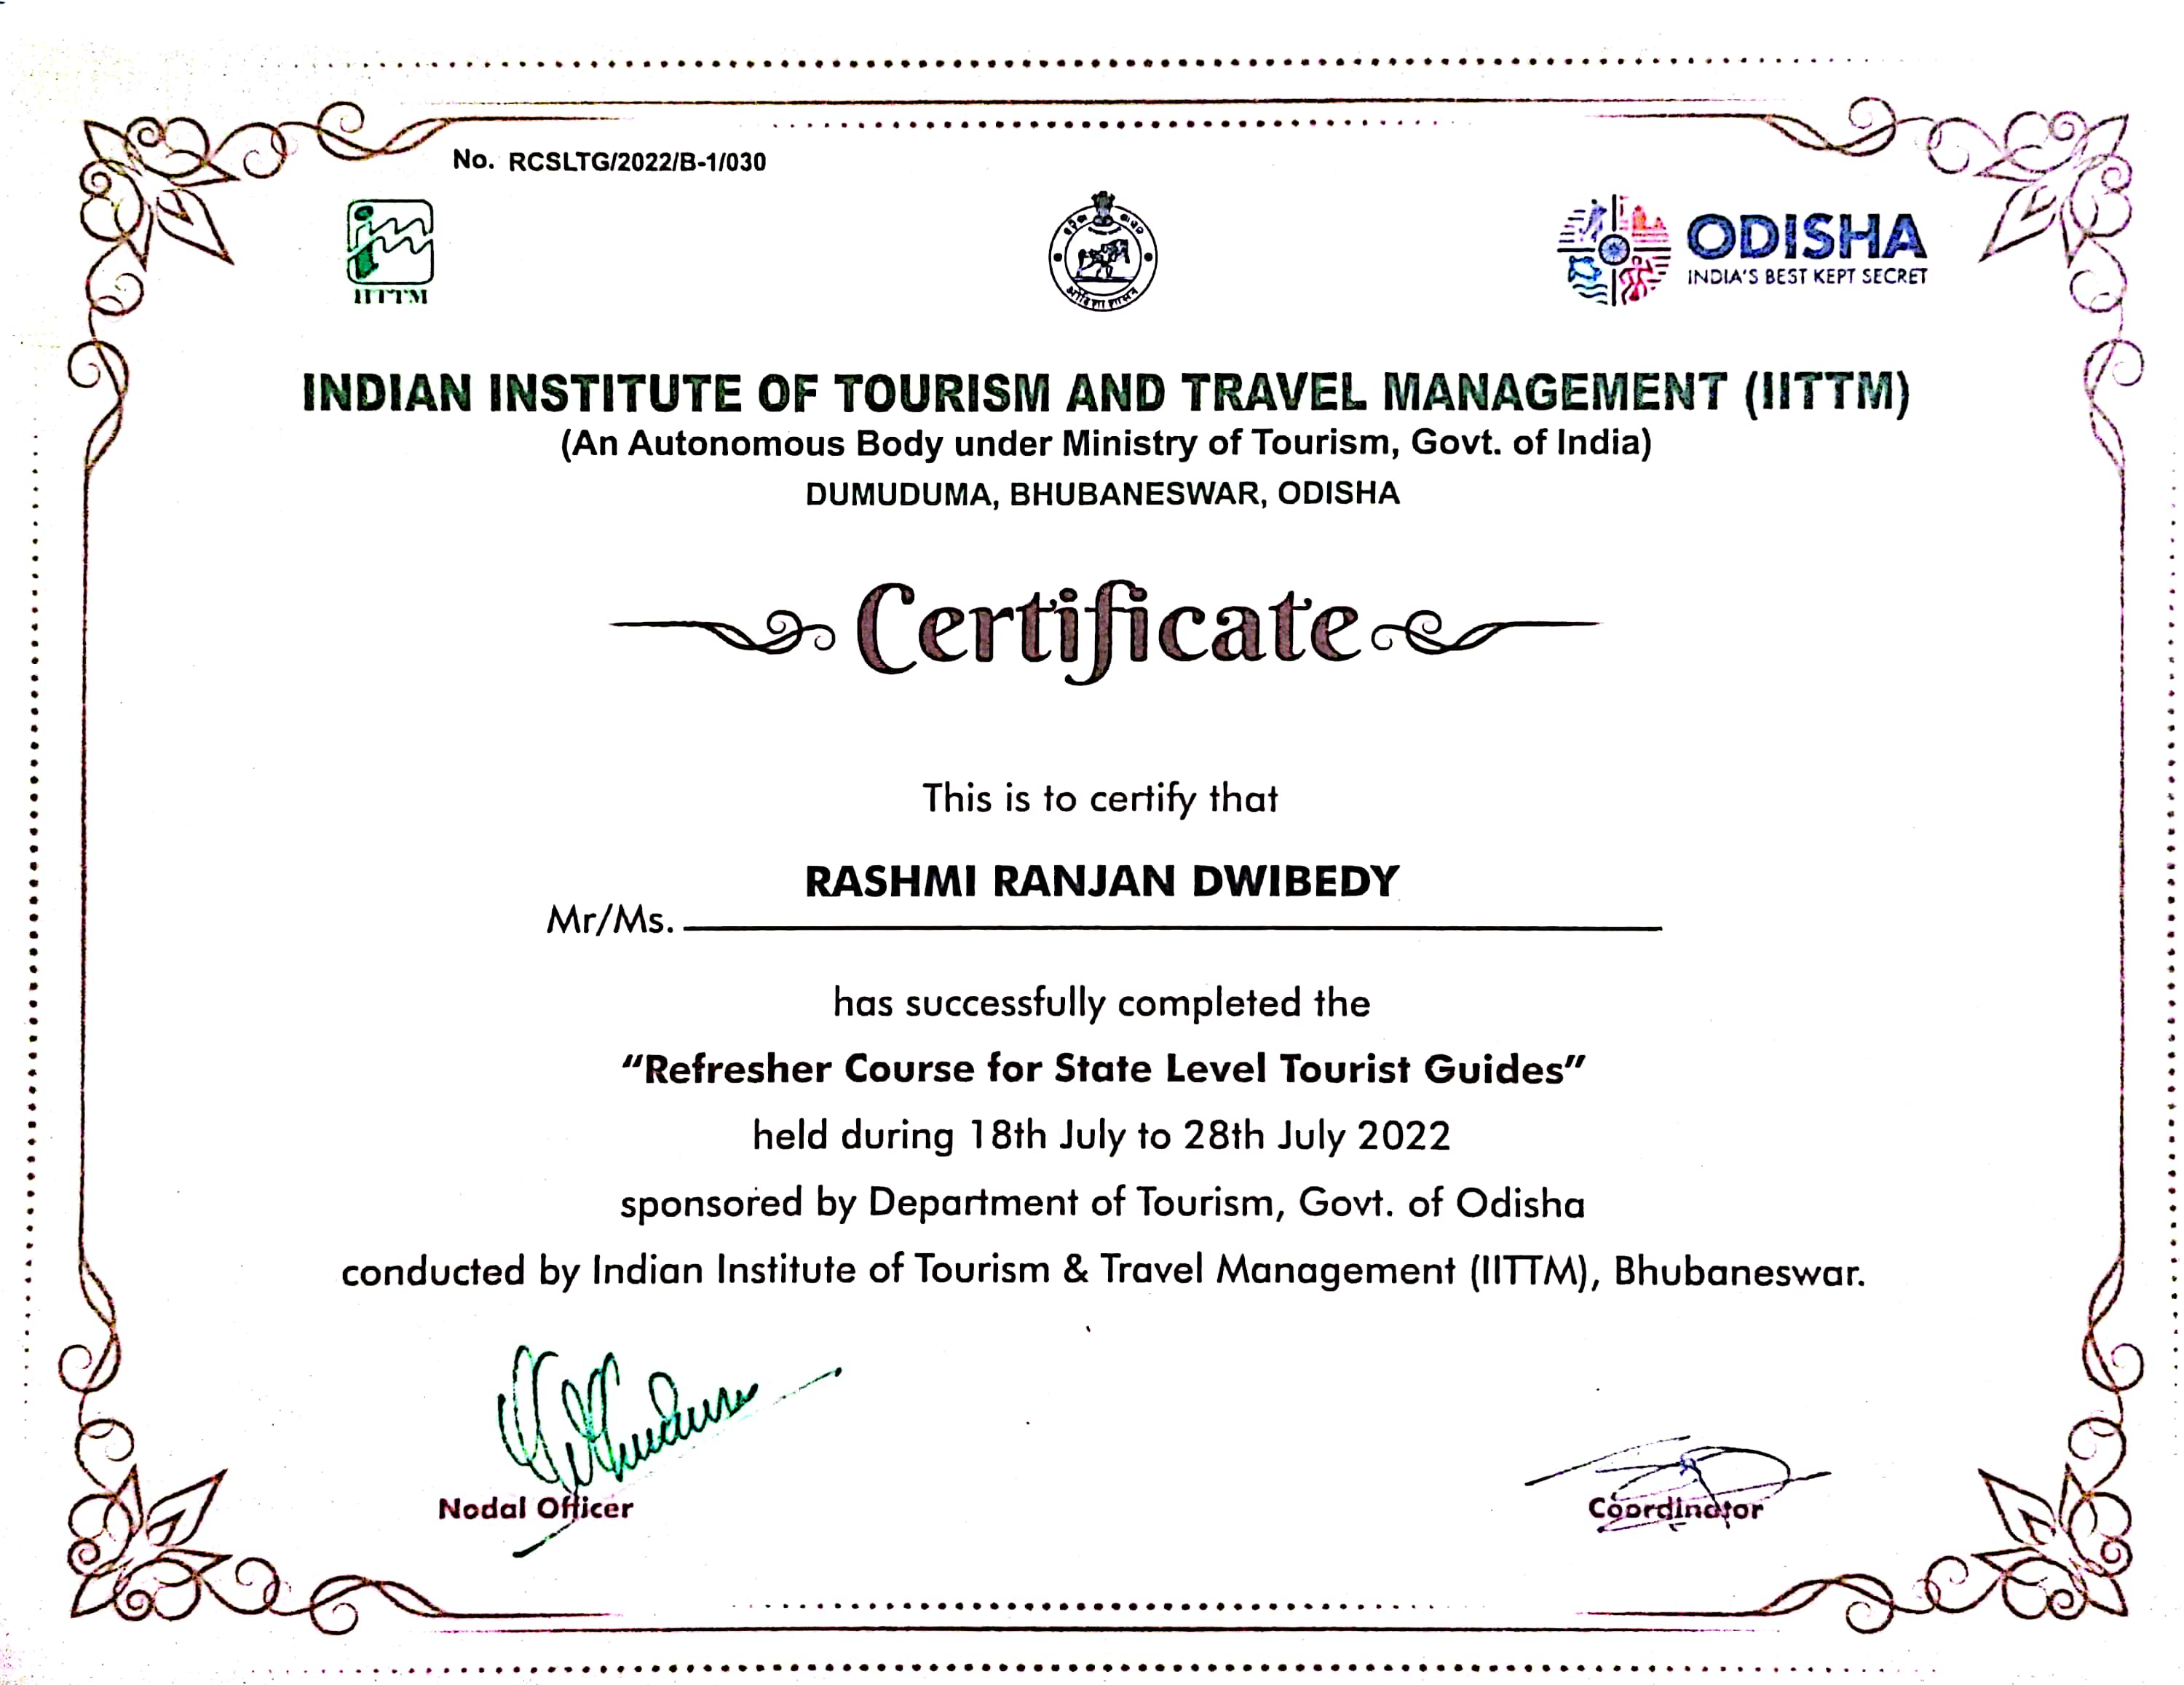 No. RCSLTG/2022/B-1/030
IITTM
ଓଡ଼ିଶା ଶାସନ
ओडिशा शासन
ODISHA
INDIA'S BEST KEPT SECRET
INDIAN INSTITUTE OF TOURISM AND TRAVEL MANAGEMENT (IITTM)
(An Autonomous Body under Ministry of Tourism, Govt. of India)
DUMUDUMA, BHUBANESWAR, ODISHA
Certificate
This is to certify that
RASHMI RANJAN DWIBEDY
Mr/Ms.
has successfully completed the
“Refresher Course for State Level Tourist Guides”
held during 18th July to 28th July 2022
sponsored by Department of Tourism, Govt. of Odisha
conducted by Indian Institute of Tourism & Travel Management (IITTM), Bhubaneswar.
Nodal Officer
Coordinator